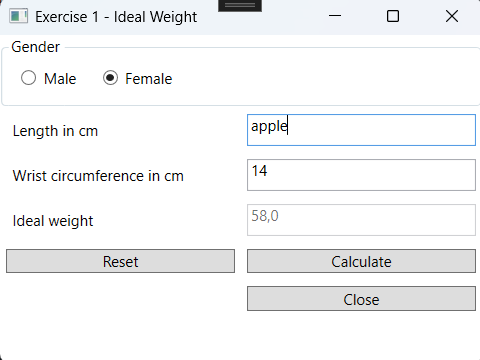 Exercise 1 - Ideal Weight
Gender
Male Female
Length in cm apple
Wrist circumference in cm 14
Ideal weight 58,0
Reset Calculate
Close